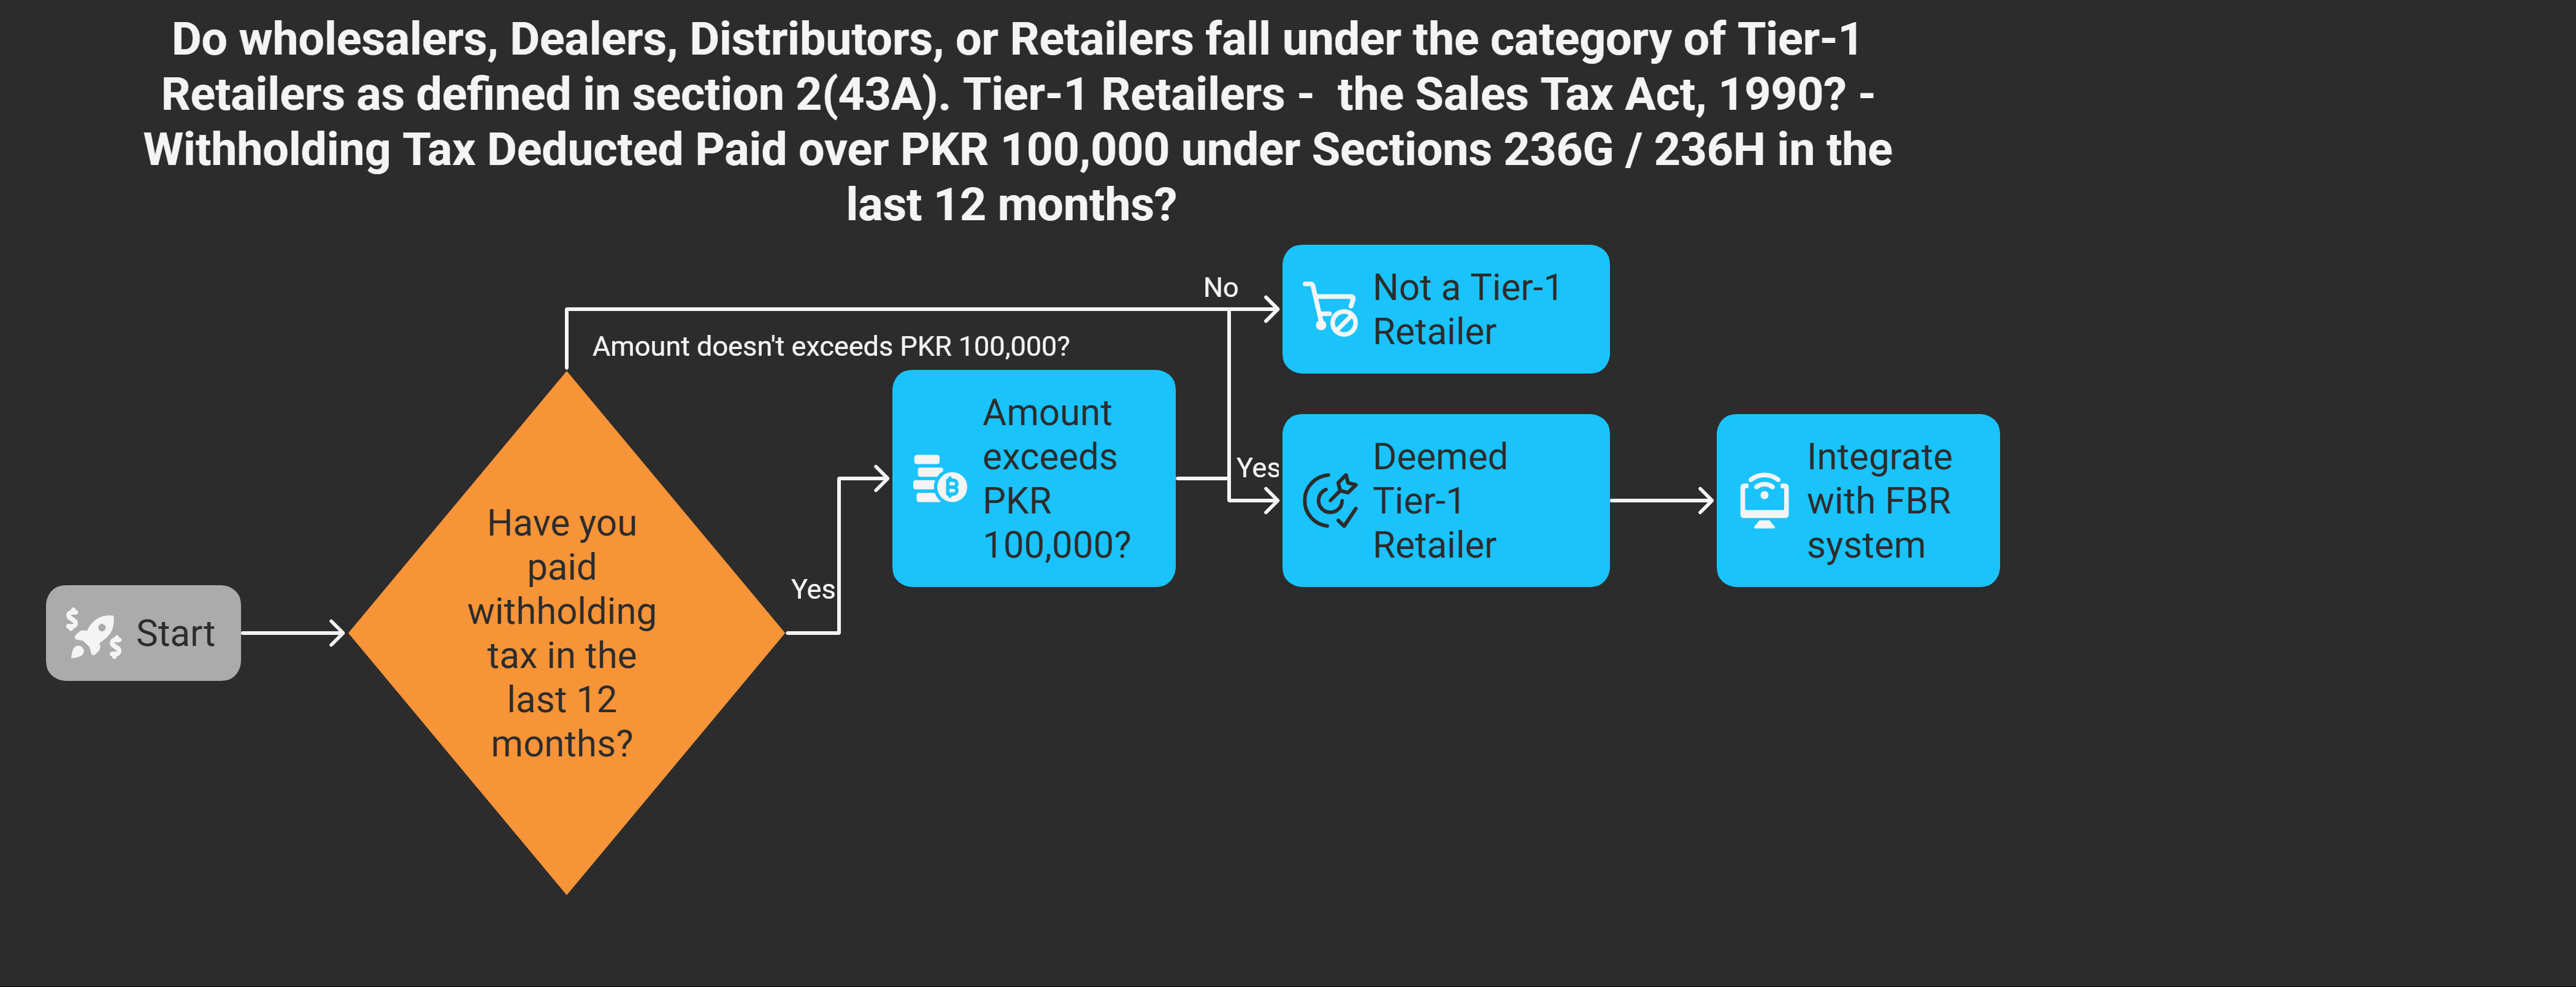 Do wholesalers, Dealers, Distributors, or Retailers fall under the category of Tier-1
Retailers as defined in section 2(43A). Tier-1 Retailers -  the Sales Tax Act, 1990? -
Withholding Tax Deducted Paid over PKR 100,000 under Sections 236G / 236H in the
last 12 months?
No
Not a Tier-1
Retailer
Amount doesn't exceeds PKR 100,000?
Amount
exceeds
PKR
100,000?
Yes
Deemed
Tier-1
Retailer
Integrate
with FBR
system
Yes
Have you
paid
withholding
tax in the
last 12
months?
Start